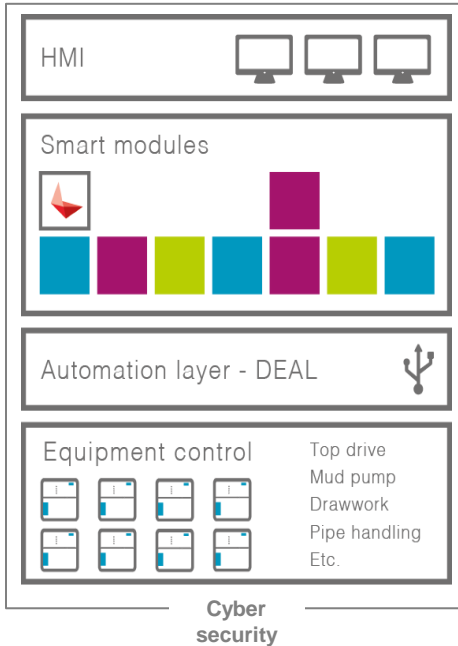 HMI
Smart modules
Automation layer - DEAL
Equipment control
Top drive
Mud pump
Drawwork
Pipe handling
Etc.
Cyber
security